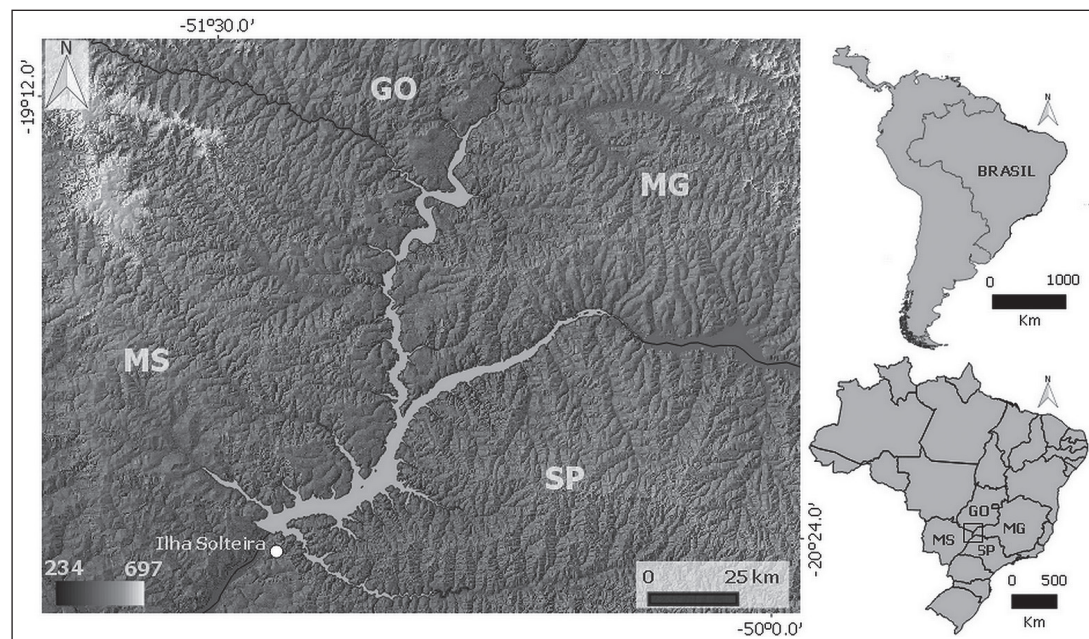 -51º30.0'
-19º12.0'
N
GO
MG
MS
SP
Ilha Solteira
234 697
0 25 km
-20º24.0'
-50º0.0'
N
BRASIL
0 1000
Km
N
GO
MG
MS
SP
0 500
Km